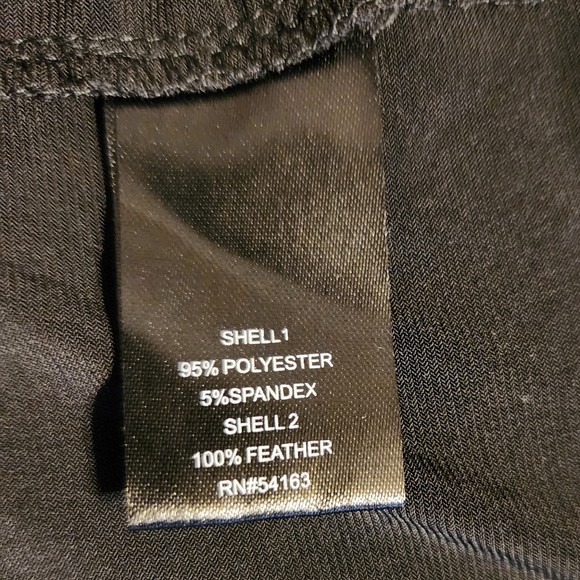 SHELL1
95% POLYESTER
5%SPANDEX
SHELL 2
100% FEATHER
RN#54163